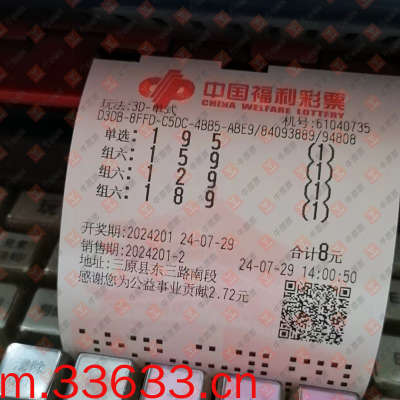 中国福利彩票
CHINA WELFARE LOTTERY
玩法:3D-单式
机号:61040735
D3DB-8FFD-C5DC-4BB5-ABE9/84093889/94808
单选: 1 9 5 (1)
组六: 1 5 9 (1)
组六: 1 2 9 (1)
组六: 1 8 9 (1)
开奖期:2024201 24-07-29 合计8元
销售期:2024201-2 24-07-29 14:00:50
地址:三原县东三路南段
感谢您为公益事业贡献2.72元
m.33633.cn